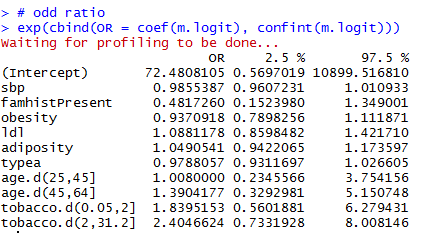 > # odd ratio
> exp(cbind(OR = coef(m.logit), confint(m.logit)))
Waiting for profiling to be done...
OR 2.5 % 97.5 %
(Intercept) 72.4808105 0.5697019 10899.516810
sbp 0.9855387 0.9607231 1.010933
famhistPresent 0.4817260 0.1523980 1.349001
obesity 0.9370918 0.7898256 1.111871
ldl 1.0881178 0.8598482 1.421710
adiposity 1.0490541 0.9422065 1.173597
typea 0.9788057 0.9311697 1.026605
age.d(25,45] 1.0080000 0.2345566 3.754156
age.d(45,64] 1.3904177 0.3292981 5.150748
tobacco.d(0.05,2] 1.8395153 0.5601881 6.279431
tobacco.d(2,31.2] 2.4046624 0.7331928 8.008146